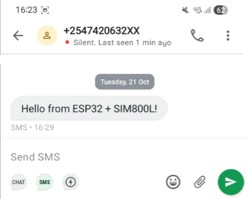 16:23
62
+2547420632XX
Silent. Last seen 1 min ago
Tuesday, 21 Oct
Hello from ESP32 + SIM800L!
SMS • 16:29
Send SMS
CHAT SMS